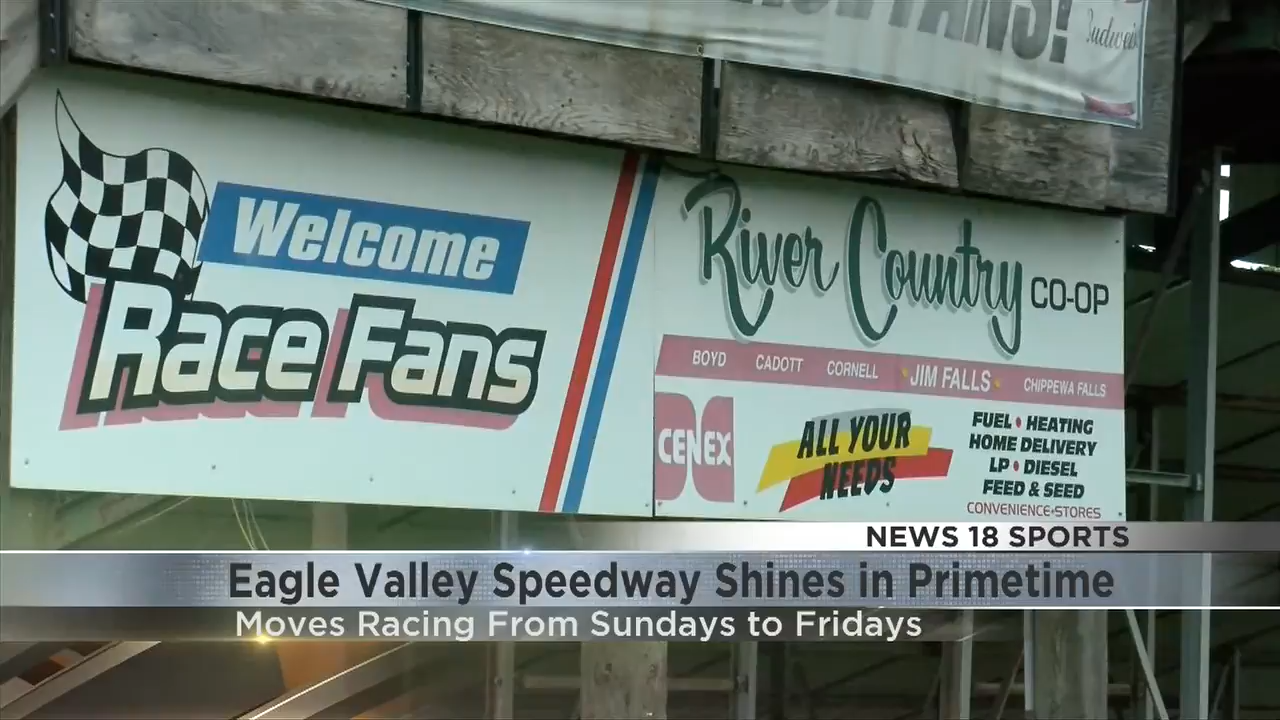 FANS!
Budweis
Welcome
Race Fans
River Country CO-OP
BOYD CADOTT CORNELL JIM FALLS CHIPPEWA FALLS
CENEX
ALL YOUR
NEEDS
FUEL • HEATING
HOME DELIVERY
LP • DIESEL
FEED & SEED
CONVENIENCE•STORES
NEWS 18 SPORTS
Eagle Valley Speedway Shines in Primetime
Moves Racing From Sundays to Fridays